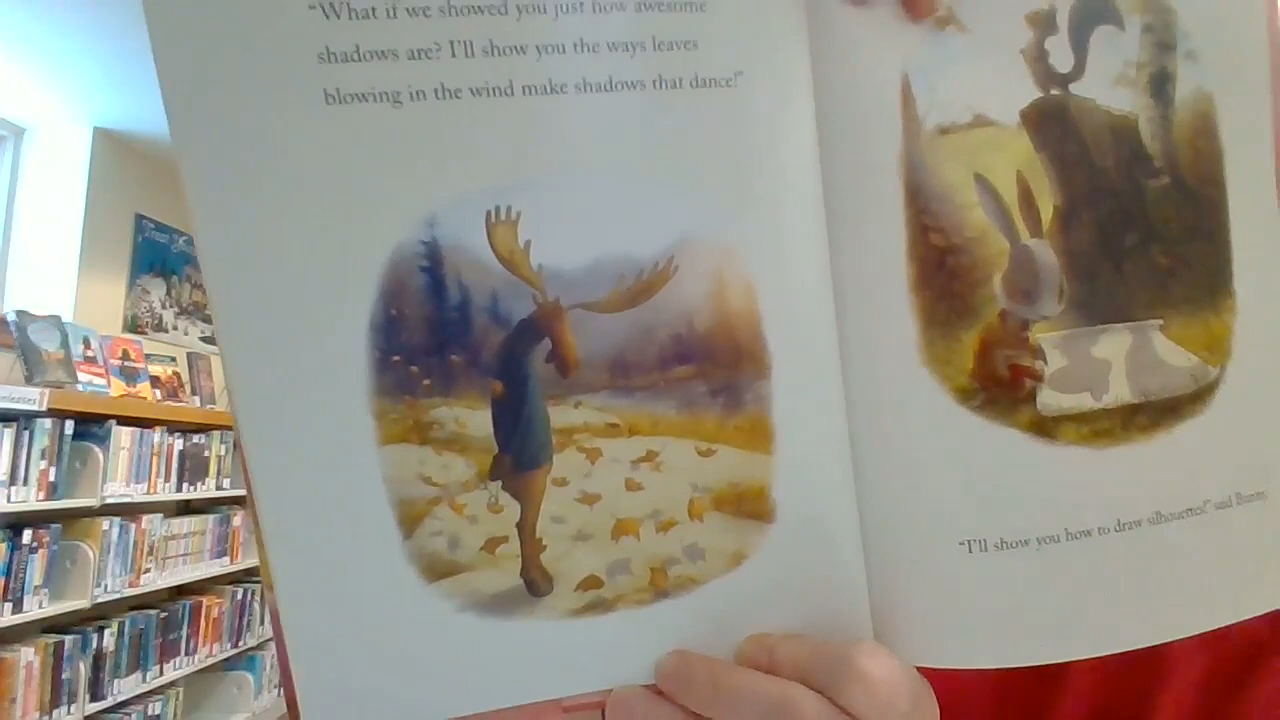 "What if we showed you just how awesome
shadows are? I'll show you the ways leaves
blowing in the wind make shadows that dance!"
"I'll show you how to draw silhouettes!" said Bunny.